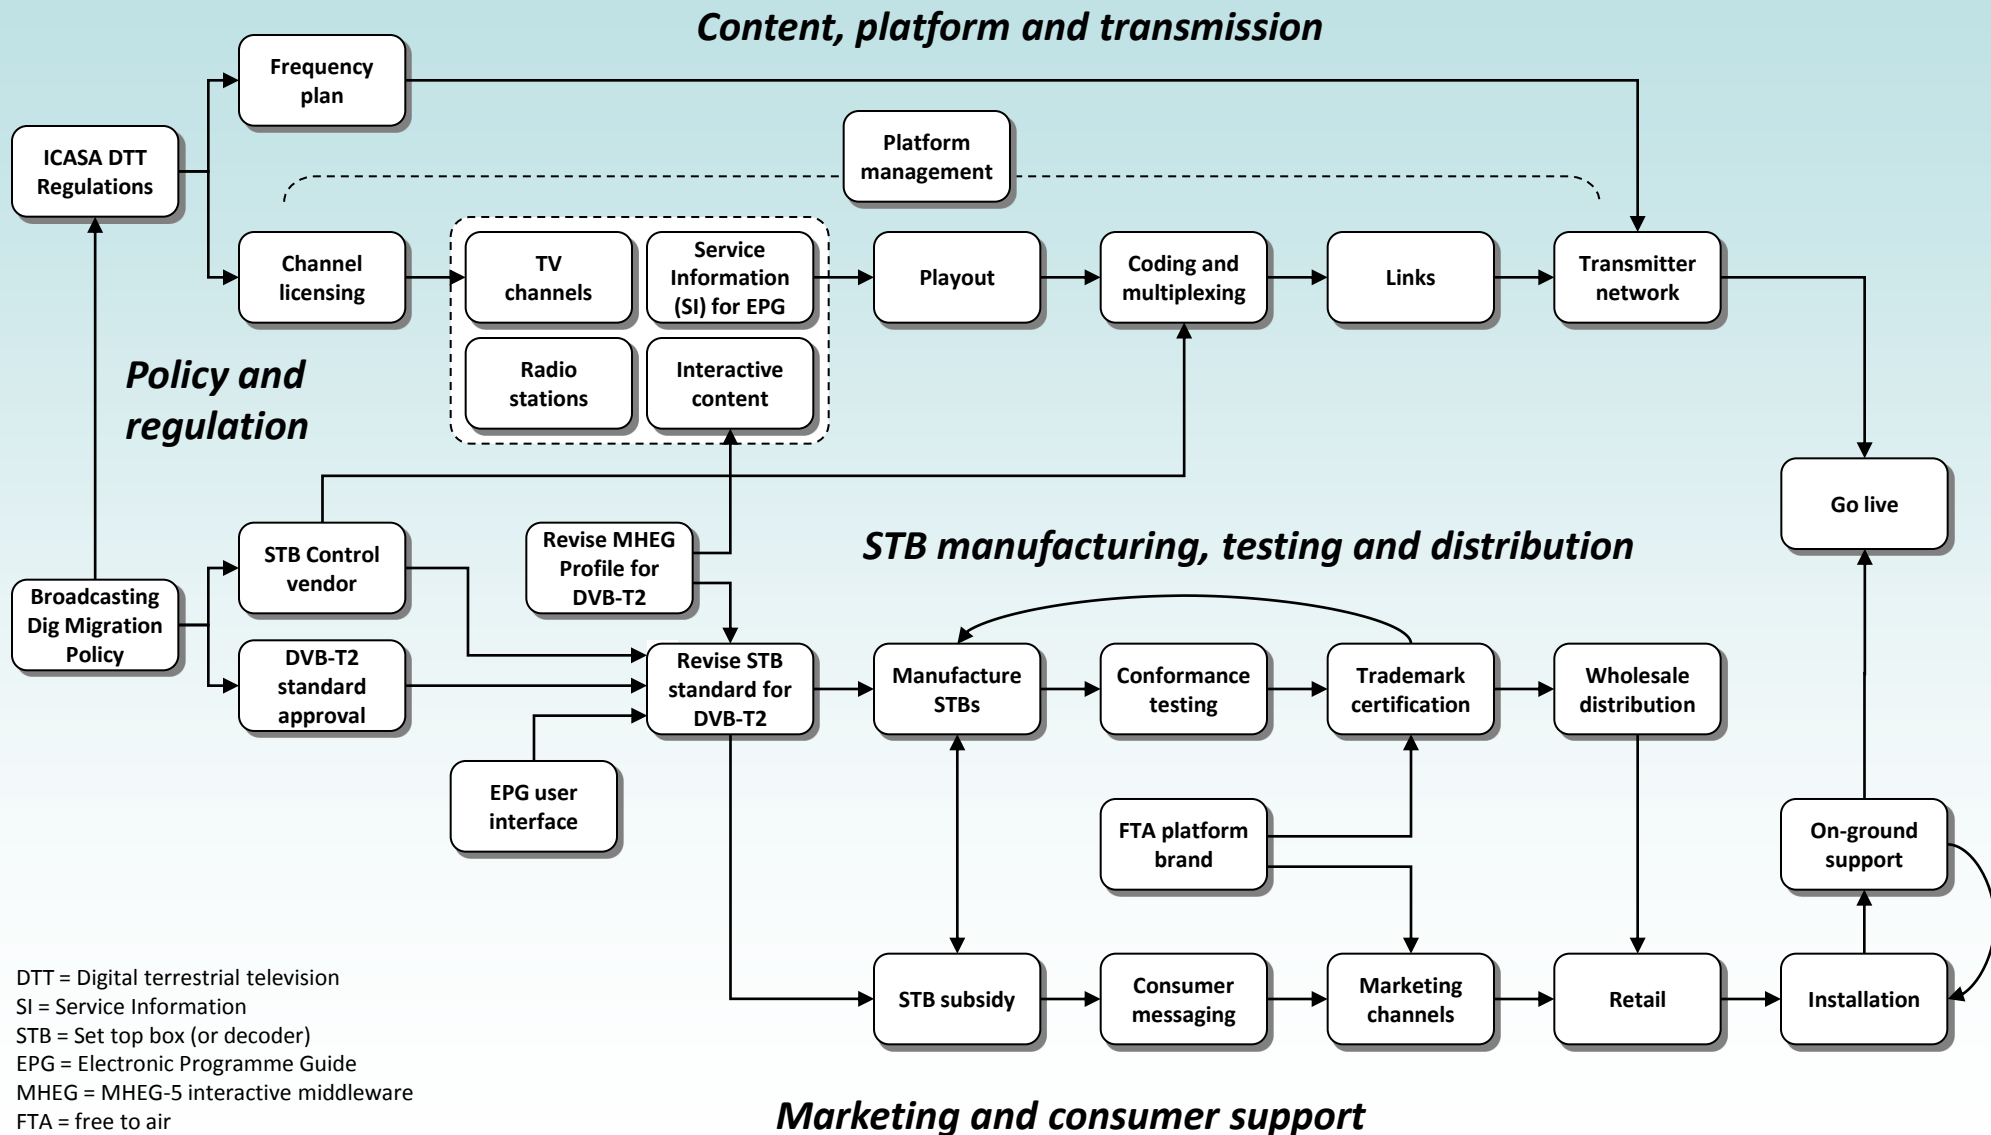 Content, platform and transmission
Frequency
plan
Platform
management
ICASA DTT
Regulations
Channel
licensing
TV
channels
Service
Information
(SI) for EPG
Playout
Coding and
multiplexing
Links
Transmitter
network
Radio
stations
Interactive
content
Policy and
regulation
Go live
STB Control
vendor
Revise MHEG
Profile for
DVB-T2
STB manufacturing, testing and distribution
Broadcasting
Dig Migration
Policy
DVB-T2
standard
approval
Revise STB
standard for
DVB-T2
Manufacture
STBs
Conformance
testing
Trademark
certification
Wholesale
distribution
EPG user
interface
FTA platform
brand
On-ground
support
STB subsidy
Consumer
messaging
Marketing
channels
Retail
Installation
DTT = Digital terrestrial television
SI = Service Information
STB = Set top box (or decoder)
EPG = Electronic Programme Guide
MHEG = MHEG-5 interactive middleware
FTA = free to air
Marketing and consumer support